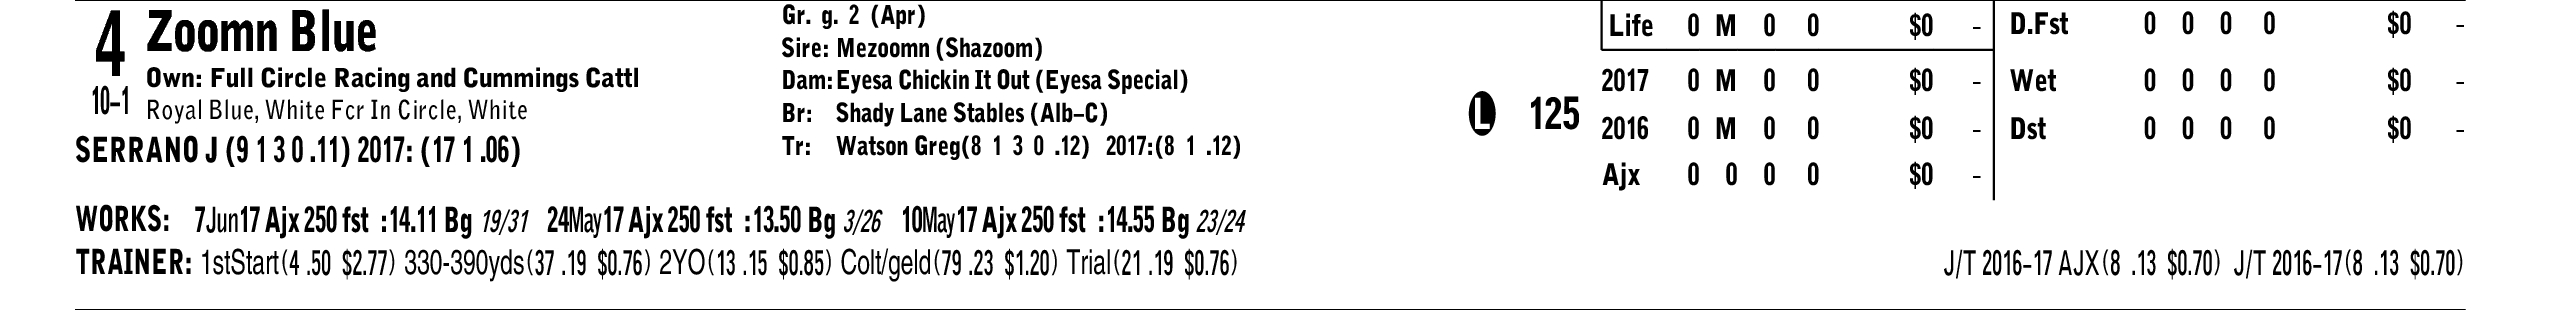 4 Zoomn Blue
Own: Full Circle Racing and Cummings Cattl
10–1 Royal Blue, White Fcr In Circle, White
SERRANO J (9 1 3 0 .11) 2017: (17 1 .06)
Gr. g. 2 (Apr)
Sire: Mezoomn (Shazoom)
Dam: Eyesa Chickin It Out (Eyesa Special)
Br: Shady Lane Stables (Alb–C)
Tr: Watson Greg(8 1 3 0 .12) 2017:(8 1 .12)
L 125
Life 0 M 0 0 $0 -
2017 0 M 0 0 $0 -
2016 0 M 0 0 $0 -
Ajx 0 0 0 0 $0 -
D.Fst 0 0 0 0 $0 -
Wet 0 0 0 0 $0 -
Dst 0 0 0 0 $0 -
WORKS: 7Jun17 Ajx 250 fst :14.11 Bg 19/31 24May17 Ajx 250 fst :13.50 Bg 3/26 10May17 Ajx 250 fst :14.55 Bg 23/24
TRAINER: 1stStart(4 .50 $2.77) 330-390yds(37 .19 $0.76) 2YO(13 .15 $0.85) Colt/geld(79 .23 $1.20) Trial(21 .19 $0.76) J/T 2016-17 AJX(8 .13 $0.70) J/T 2016-17(8 .13 $0.70)